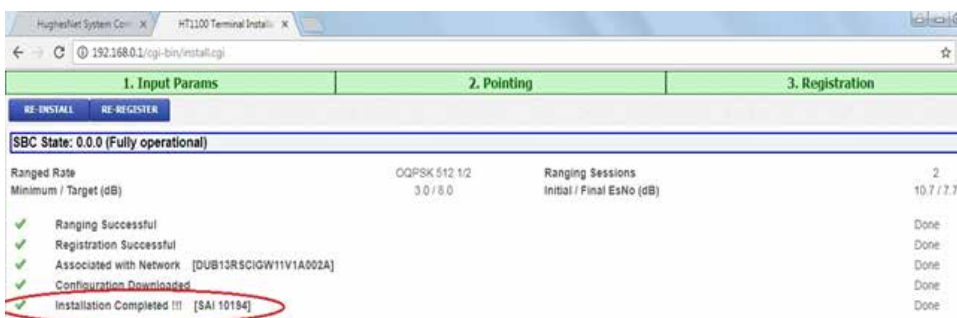 HughesNet System Con
HT1100 Terminal Install
192.168.0.1/cgi-bin/install.cgi
1. Input Params 2. Pointing 3. Registration
RE-INSTALL RE-REGISTER
SBC State: 0.0.0 (Fully operational)
Ranged Rate OQPSK 512 1/2 Ranging Sessions 2
Minimum / Target (dB) 3.0 / 8.0 Initial / Final EsNo (dB) 10.7 / 7.7
Ranging Successful Done
Registration Successful Done
Associated with Network [DUB13RSCIGW11V1A002A] Done
Configuration Downloaded Done
Installation Completed !!! [SAI 10194] Done